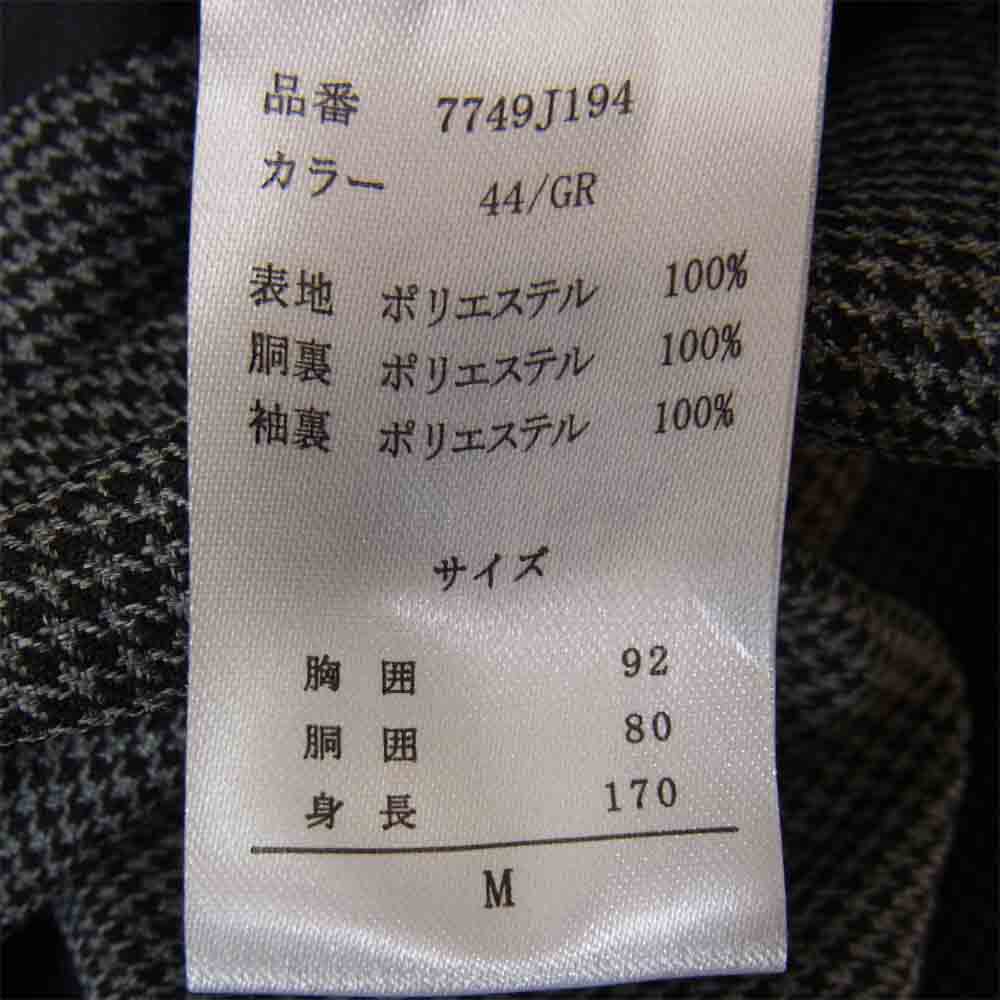 品番 7749J194
カラー 44/GR
表地 ポリエステル 100%
胴裏 ポリエステル 100%
袖裏 ポリエステル 100%
サイズ
胸囲 92
胴囲 80
身長 170
M